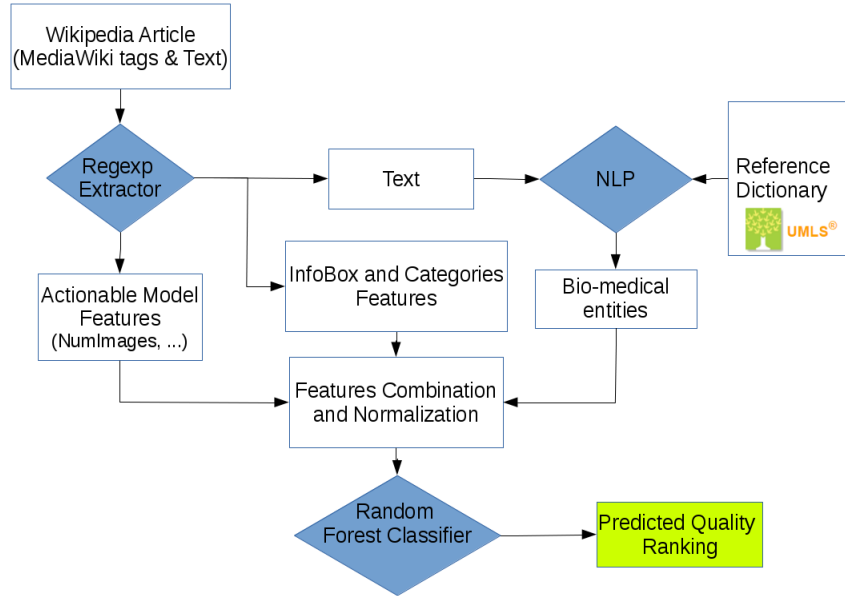 Wikipedia Article
(MediaWiki tags & Text)
Regexp
Extractor
Text
NLP
Reference
Dictionary
UMLS®
InfoBox and Categories
Features
Bio-medical
entities
Actionable Model
Features
(NumImages, ...)
Features Combination
and Normalization
Random
Forest Classifier
Predicted Quality
Ranking